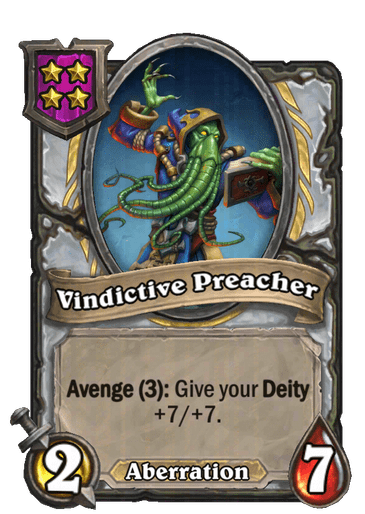 Vindictive Preacher
Avenge (3): Give your Deity
+7/+7.
2
Aberration
7